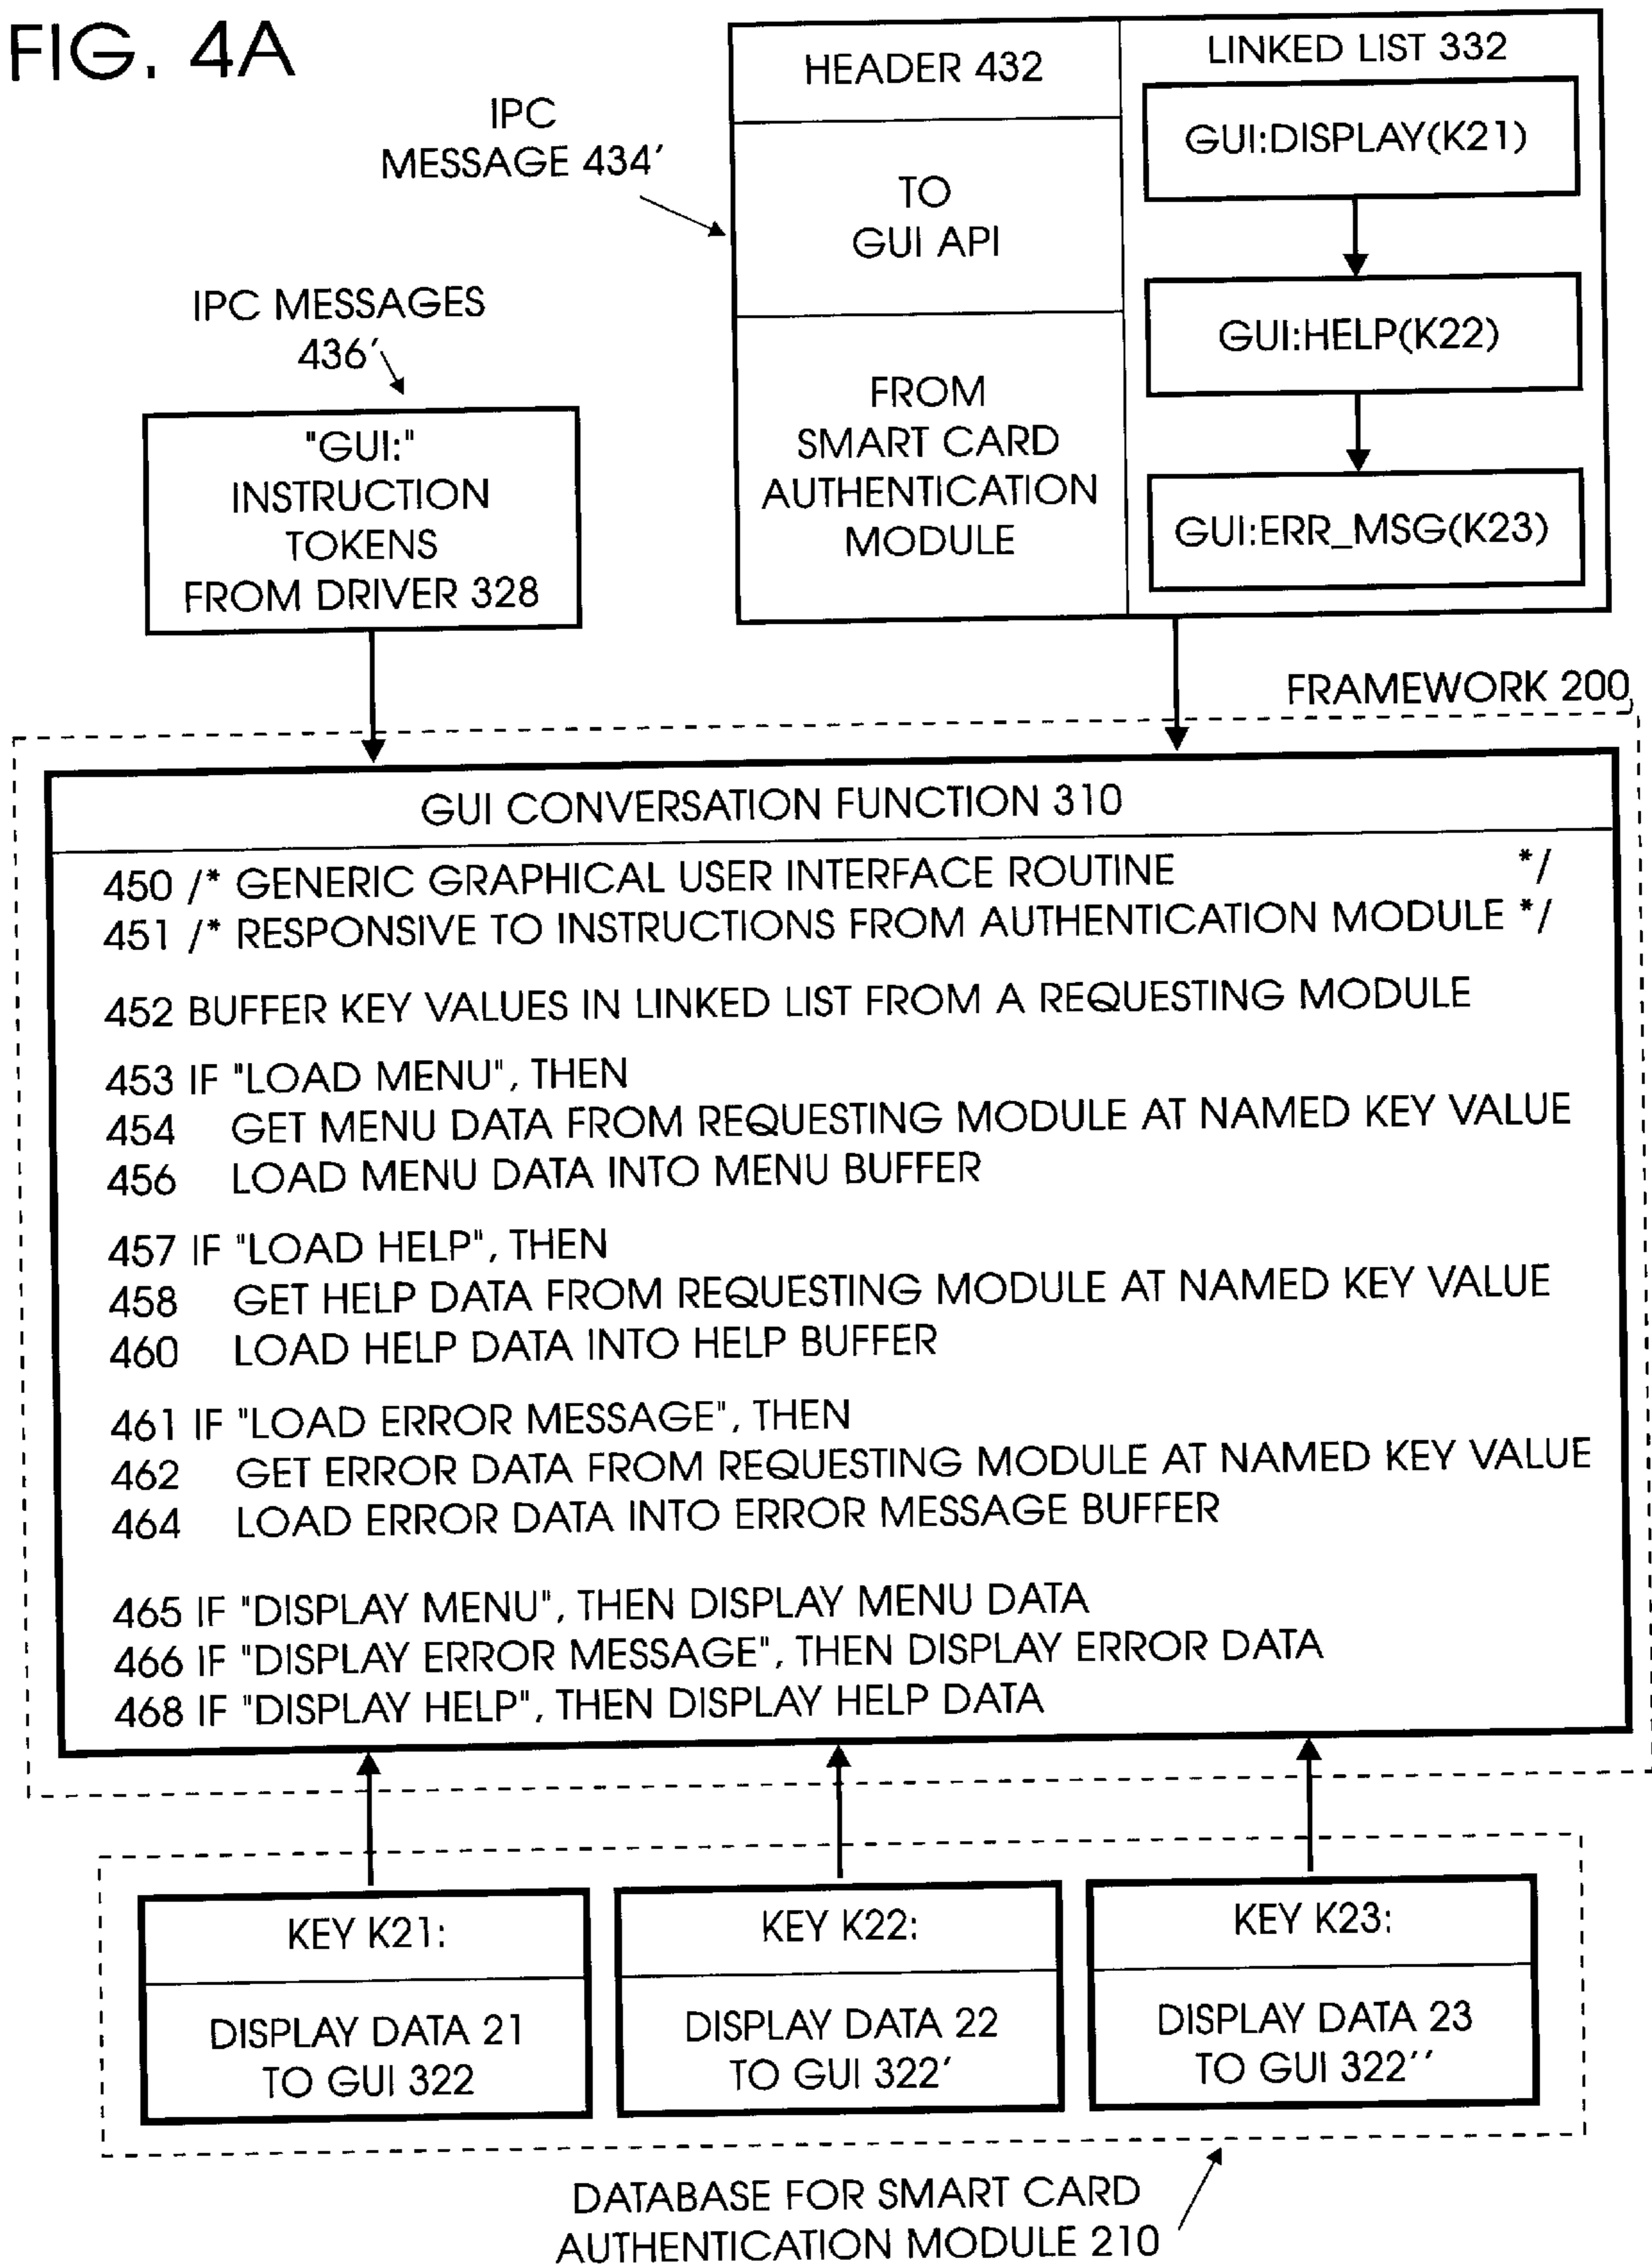 FIG. 4A
IPC
MESSAGE 434'
HEADER 432
TO
GUI API
FROM
SMART CARD
AUTHENTICATION
MODULE
LINKED LIST 332
GUI:DISPLAY(K21)
GUI:HELP(K22)
GUI:ERR_MSG(K23)
IPC MESSAGES
436'
"GUI:"
INSTRUCTION
TOKENS
FROM DRIVER 328
FRAMEWORK 200
GUI CONVERSATION FUNCTION 310
450 /* GENERIC GRAPHICAL USER INTERFACE ROUTINE */
451 /* RESPONSIVE TO INSTRUCTIONS FROM AUTHENTICATION MODULE */
452 BUFFER KEY VALUES IN LINKED LIST FROM A REQUESTING MODULE
453 IF "LOAD MENU", THEN
454 GET MENU DATA FROM REQUESTING MODULE AT NAMED KEY VALUE
456 LOAD MENU DATA INTO MENU BUFFER
457 IF "LOAD HELP", THEN
458 GET HELP DATA FROM REQUESTING MODULE AT NAMED KEY VALUE
460 LOAD HELP DATA INTO HELP BUFFER
461 IF "LOAD ERROR MESSAGE", THEN
462 GET ERROR DATA FROM REQUESTING MODULE AT NAMED KEY VALUE
464 LOAD ERROR DATA INTO ERROR MESSAGE BUFFER
465 IF "DISPLAY MENU", THEN DISPLAY MENU DATA
466 IF "DISPLAY ERROR MESSAGE", THEN DISPLAY ERROR DATA
468 IF "DISPLAY HELP", THEN DISPLAY HELP DATA
KEY K21:
DISPLAY DATA 21
TO GUI 322
KEY K22:
DISPLAY DATA 22
TO GUI 322'
KEY K23:
DISPLAY DATA 23
TO GUI 322''
DATABASE FOR SMART CARD
AUTHENTICATION MODULE 210